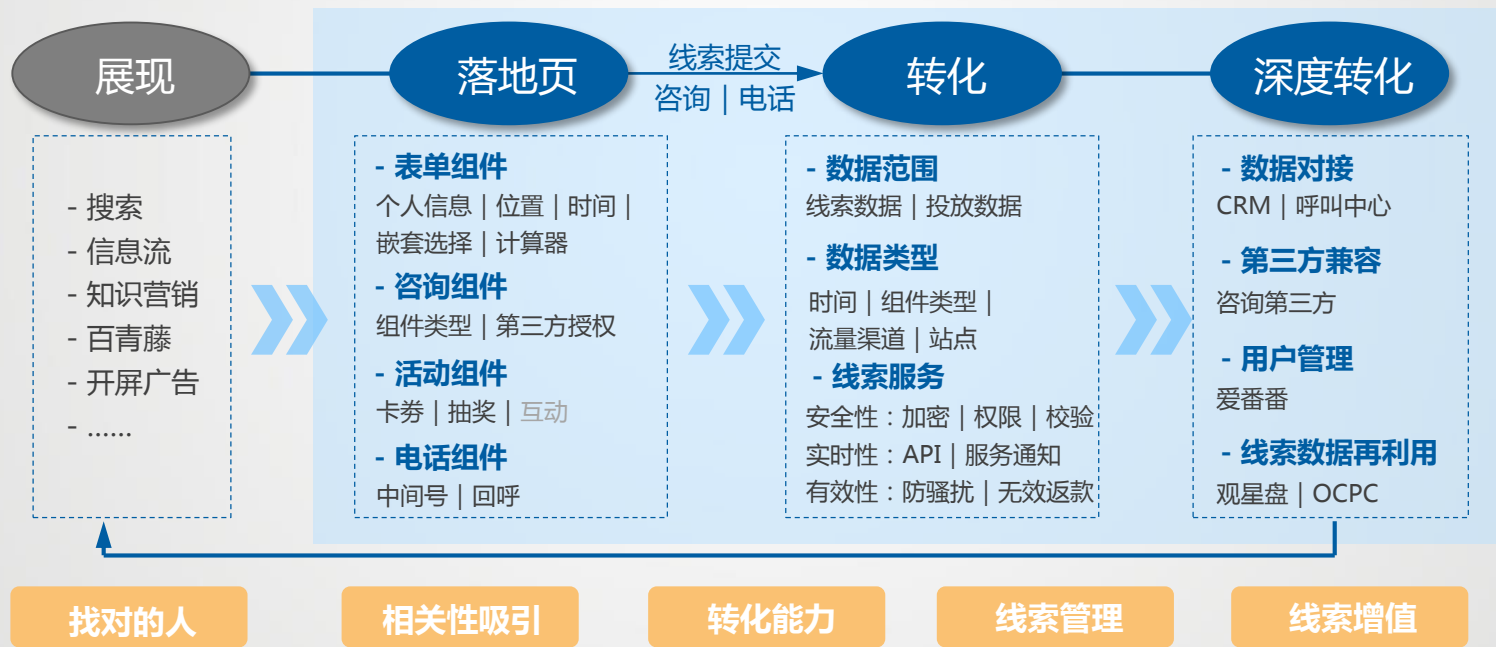 展现
落地页
线索提交
咨询｜电话
转化
深度转化
- 搜索
- 信息流
- 知识营销
- 百青藤
- 开屏广告
- ......
- 表单组件
个人信息｜位置｜时间｜
嵌套选择｜计算器
- 咨询组件
组件类型｜第三方授权
- 活动组件
卡劵｜抽奖｜互动
- 电话组件
中间号｜回呼
- 数据范围
线索数据｜投放数据
- 数据类型
时间｜组件类型｜
流量渠道｜站点
- 线索服务
安全性：加密｜权限｜校验
实时性：API｜服务通知
有效性：防骚扰｜无效返款
- 数据对接
CRM｜呼叫中心
- 第三方兼容
咨询第三方
- 用户管理
爱番番
- 线索数据再利用
观星盘｜OCPC
找对的人
相关性吸引
转化能力
线索管理
线索增值